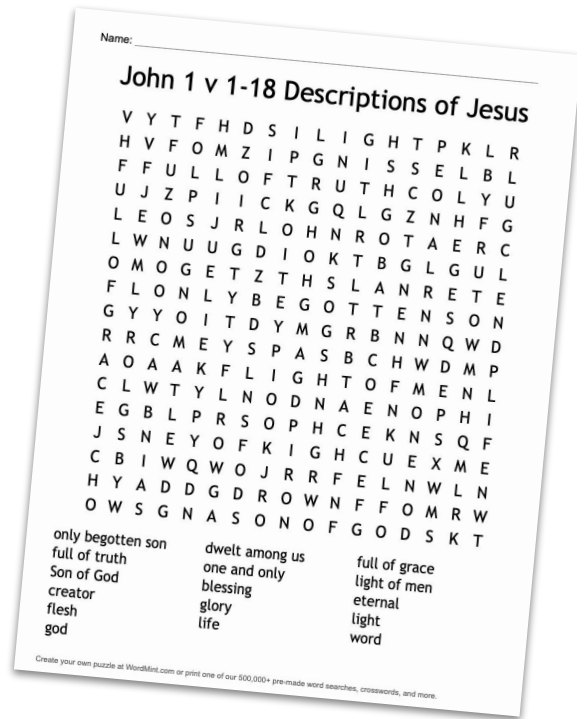 Name:
John 1 v 1-18 Descriptions of Jesus
V Y T F H D S I L I G H T P K L R
H V F O M Z I P G N I S S E L B L
F F U L L O F T R U T H C O L Y U
U J Z P I I C K G Q L G Z N H F G
L E O S J R L O H N R O T A E R C
L W N U U G D I O K T B G L G U L
O M O G E T Z T H S L A N R E T E
F L O N L Y B E G O T T E N S O N
G Y Y O I T D Y M G R B N N Q W D
R R C M E Y S P A S B C H W D M P
A O A A K F L I G H T O F M E N L
C L W T Y L N O D N A E N O P H I
E G B L P R S O P H C E K N S Q F
J S N E Y O F K I G H C U E X M E
C B I W Q W O J R R F E L N W L N
H Y A D D G D R O W N F F O M R W
O W S G N A S O N O F G O D S K T
only begotten son
full of truth
Son of God
creator
flesh
god
dwelt among us
one and only
blessing
glory
life
full of grace
light of men
eternal
light
word
Create your own puzzle at WordMint.com or print one of our 500,000+ pre-made word searches, crosswords, and more.